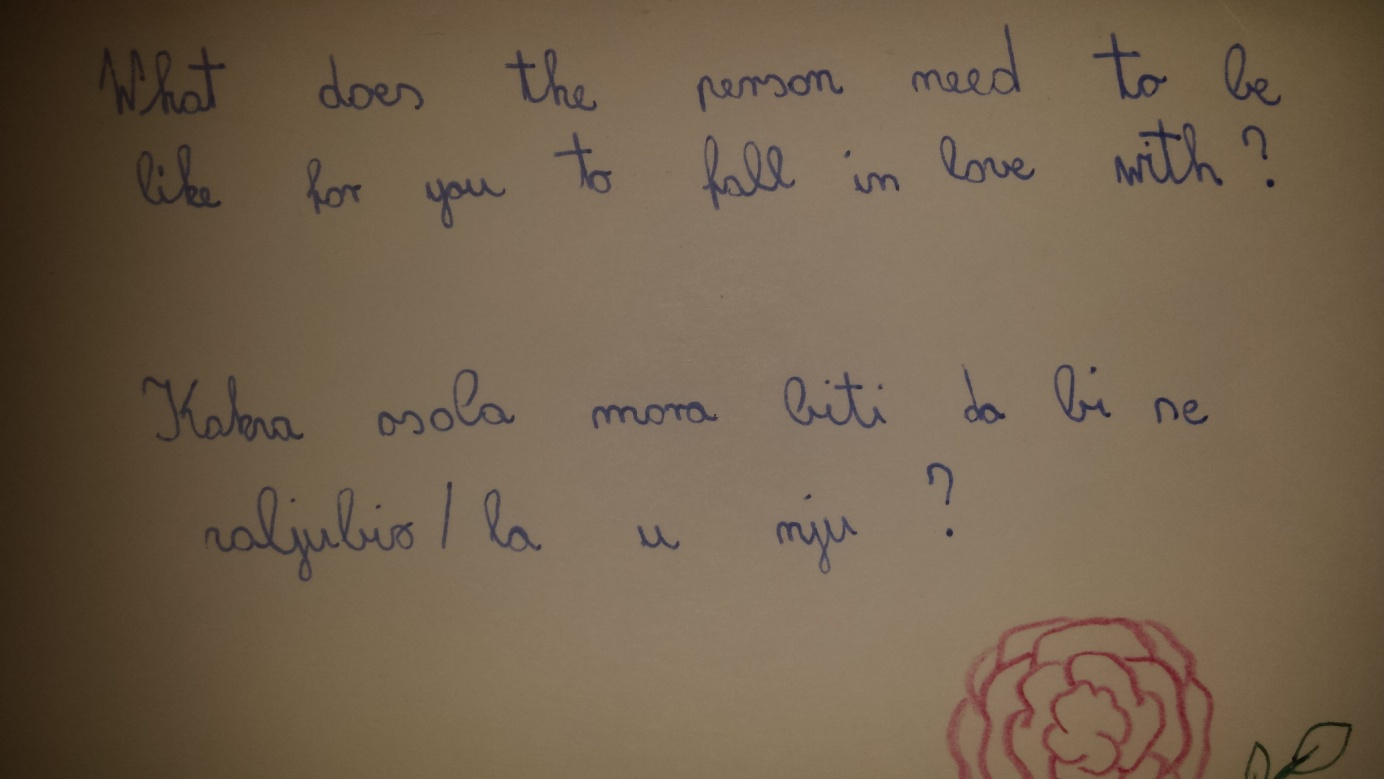 What does the person need to be
like for you to fall in love with?
Kakva osoba mora biti da bi se
zaljubio/la u nju?